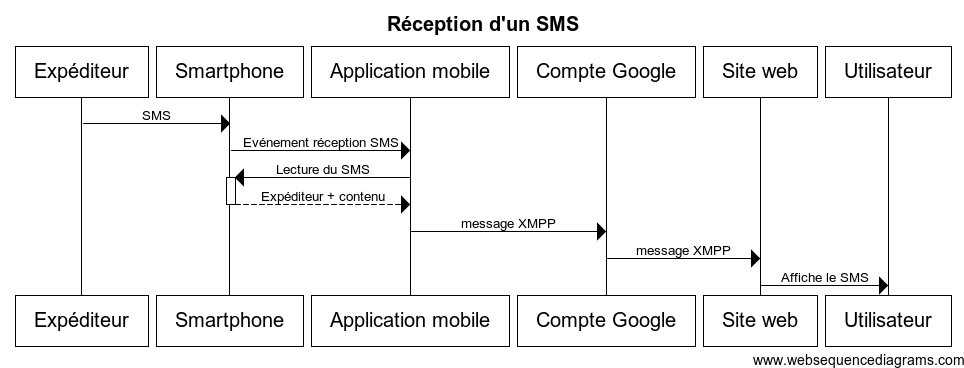 Réception d'un SMS
Expéditeur Smartphone Application mobile Compte Google Site web Utilisateur
SMS
Evénement réception SMS
Lecture du SMS
Expéditeur + contenu
message XMPP
message XMPP
Affiche le SMS
Expéditeur Smartphone Application mobile Compte Google Site web Utilisateur
www.websequencediagrams.com